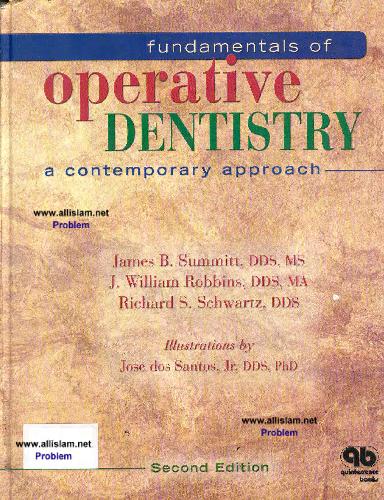 fundamentals of
operative
DENTISTRY
a contemporary approach
www.allislam.net
Problem
James B. Summitt, DDS, MS
J. William Robbins, DDS, MA
Richard S. Schwartz, DDS
Illustrations by
Jose dos Santos, Jr, DDS, PhD
www.allislam.net
Problem
www.allislam.net
Problem
quintessence
books
Second Edition